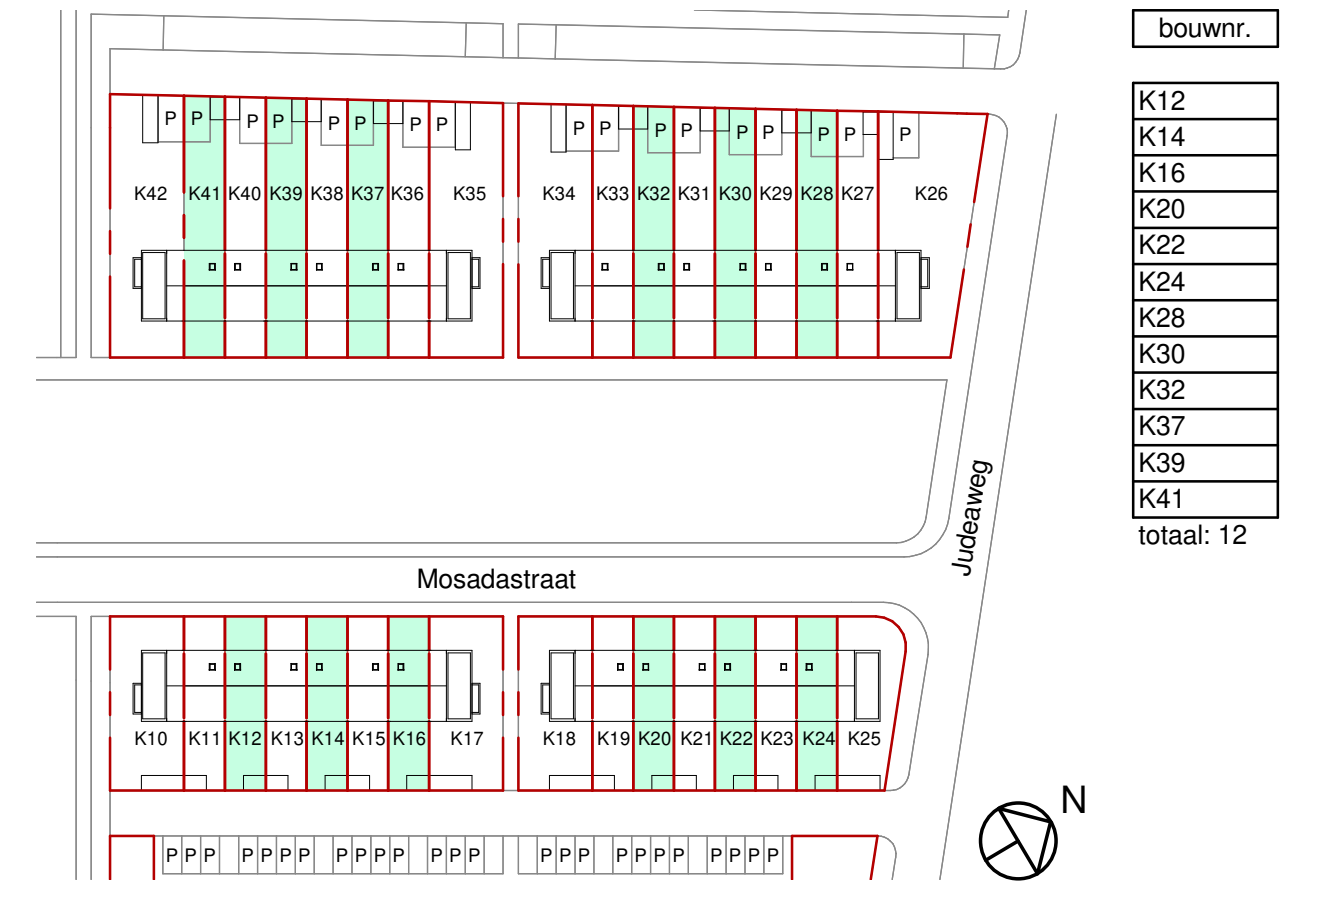 bouwnr.
K12
K14
K16
K20
K22
K24
K28
K30
K32
K37
K39
K41
totaal: 12
P P P P P P P P P P P P P P P P P
K42 K41 K40 K39 K38 K37 K36 K35 K34 K33 K32 K31 K30 K29 K28 K27 K26
Judeaweg
Mosadastraat
K10 K11 K12 K13 K14 K15 K16 K17 K18 K19 K20 K21 K22 K23 K24 K25
N
P P P P P P P P P P P P P P P P P P P P P P P P P